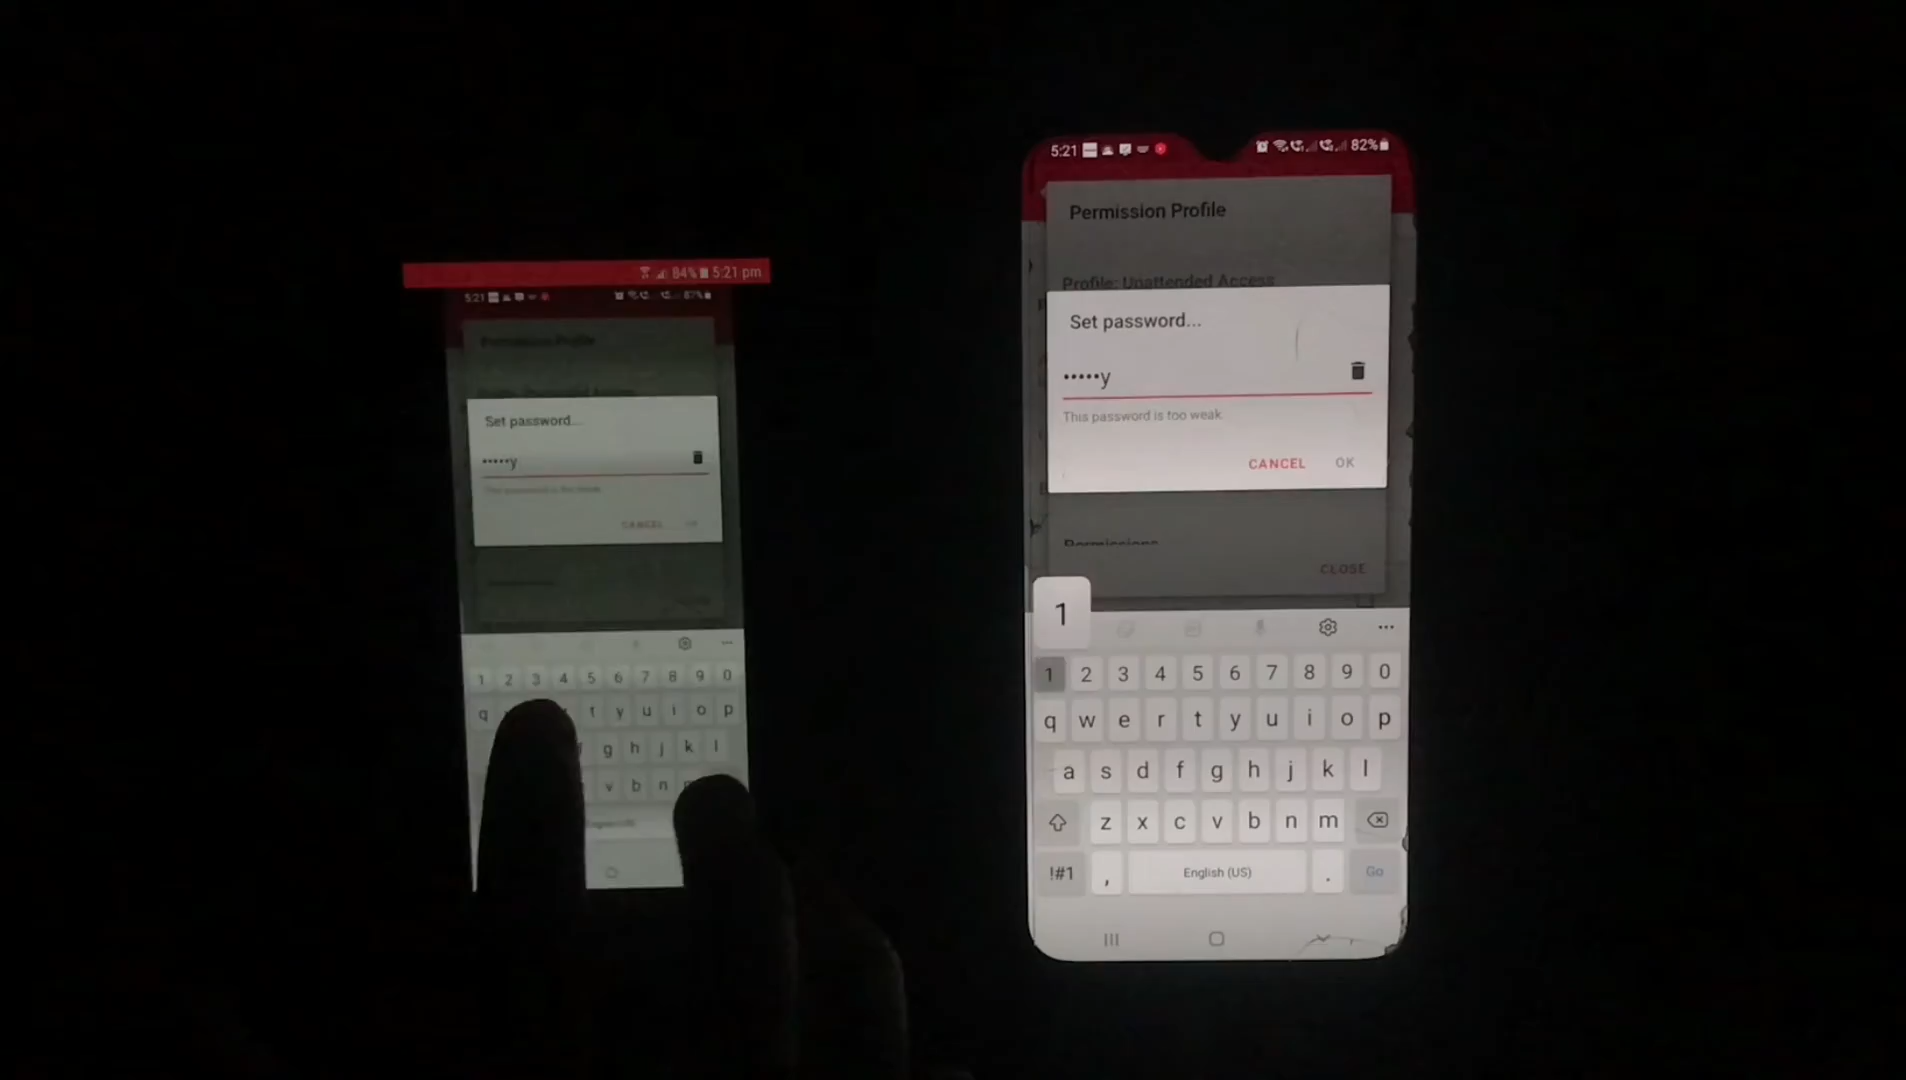 84% 5:21 pm
5:21 82%
Set password...
•••••y
CANCEL
1 2 3 4 5 6 7 8 9 0
q t y u i o p
g h j k l
v b n
5:21 82%
Permission Profile
Profile: Unattended Access
Set password...
•••••y
This password is too weak.
CANCEL OK
Permissions
CLOSE
1
1 2 3 4 5 6 7 8 9 0
q w e r t y u i o p
a s d f g h j k l
z x c v b n m
!#1 , English (US) . Go